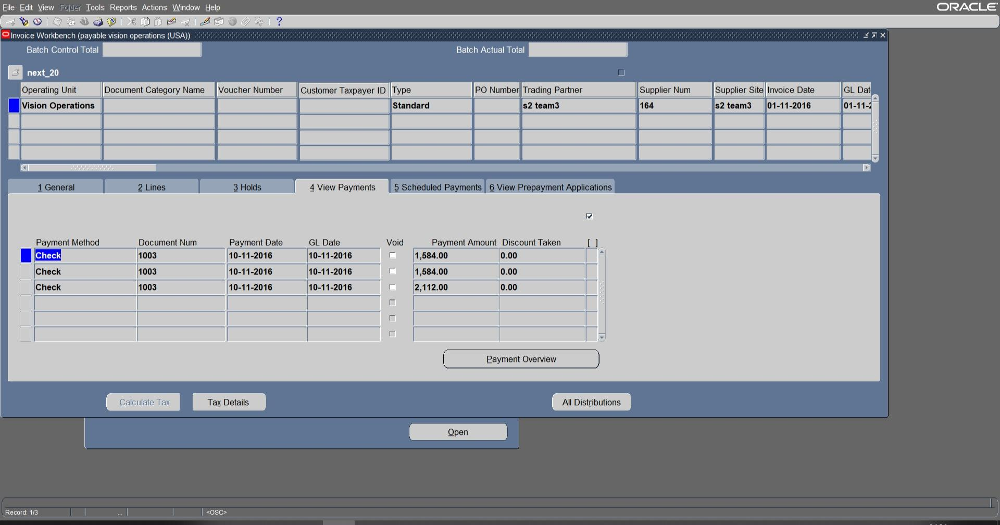 File Edit View Folder Tools Reports Actions Window Help
ORACLE
Invoice Workbench (payable vision operations (USA))
Batch Control Total
Batch Actual Total
next_20
Operating Unit Document Category Name Voucher Number Customer Taxpayer ID Type PO Number Trading Partner Supplier Num Supplier Site Invoice Date GL Dat
Vision Operations Standard s2 team3 164 s2 team3 01-11-2016 01-11-2
1 General 2 Lines 3 Holds 4 View Payments 5 Scheduled Payments 6 View Prepayment Applications
Payment Method Document Num Payment Date GL Date Void Payment Amount Discount Taken [ ]
Check 1003 10-11-2016 10-11-2016 1,584.00 0.00
Check 1003 10-11-2016 10-11-2016 1,584.00 0.00
Check 1003 10-11-2016 10-11-2016 2,112.00 0.00
Payment Overview
Calculate Tax Tax Details All Distributions
Open
Record: 1/3 ... <OSC>